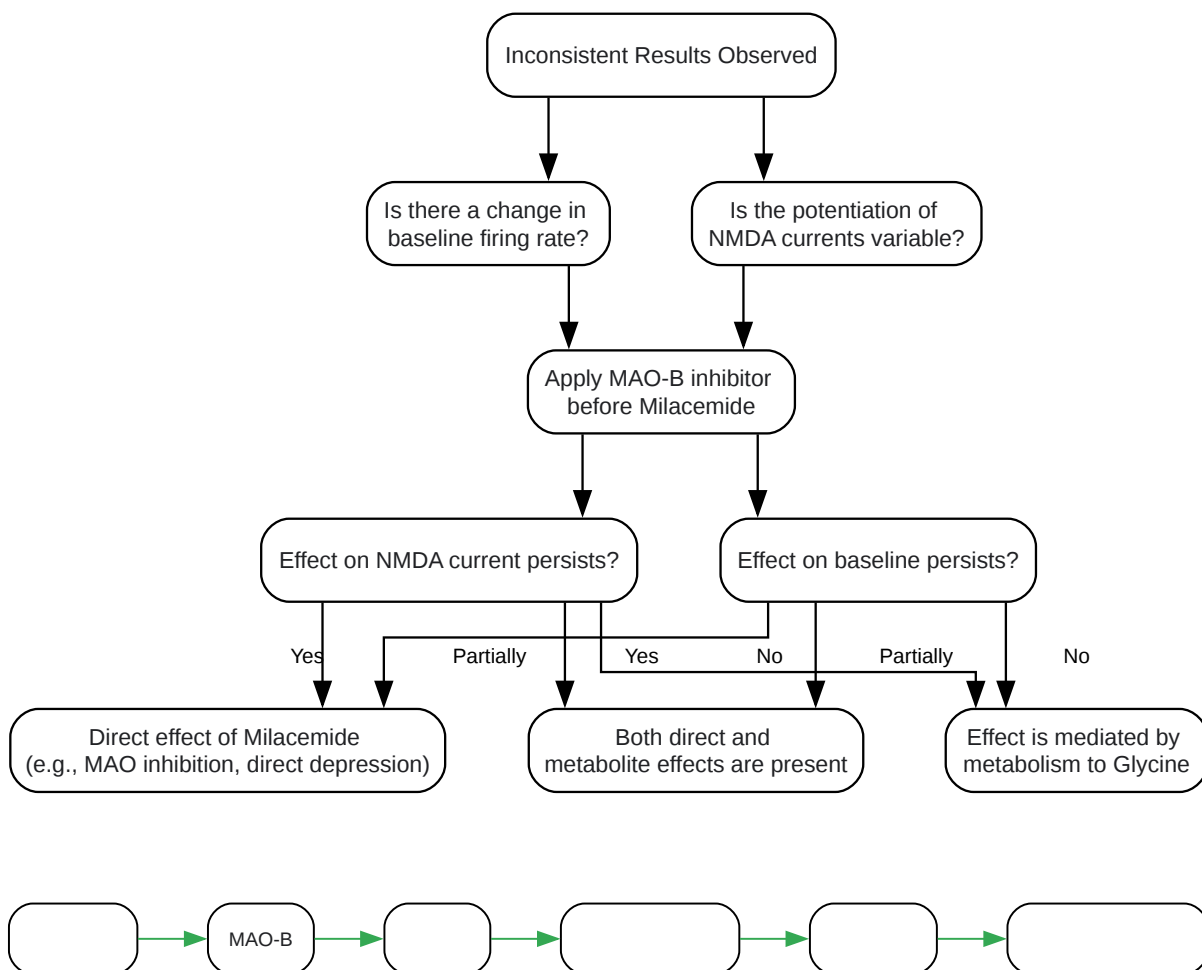 Inconsistent Results Observed
Is there a change in
baseline firing rate?
Is the potentiation of
NMDA currents variable?
Apply MAO-B inhibitor
before Milacemide
Effect on NMDA current persists?
Effect on baseline persists?
Yes
Partially
Yes
No
Partially
No
Direct effect of Milacemide
(e.g., MAO inhibition, direct depression)
Both direct and
metabolite effects are present
Effect is mediated by
metabolism to Glycine
MAO-B